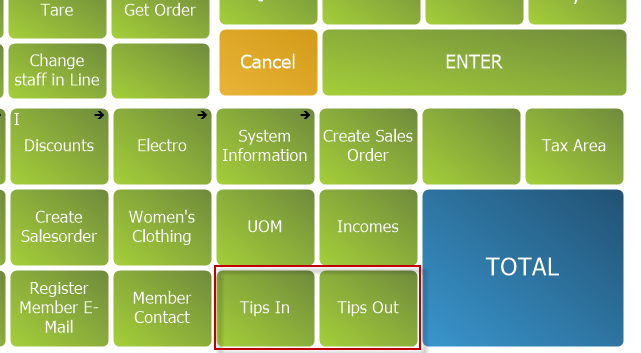 Tare
Get Order
Change
staff in Line
Cancel
ENTER
I
Discounts
Electro
System
Information
Create Sales
Order
Tax Area
Create
Salesorder
Women's
Clothing
UOM
Incomes
TOTAL
Register
Member E-
Mail
Member
Contact
Tips In
Tips Out